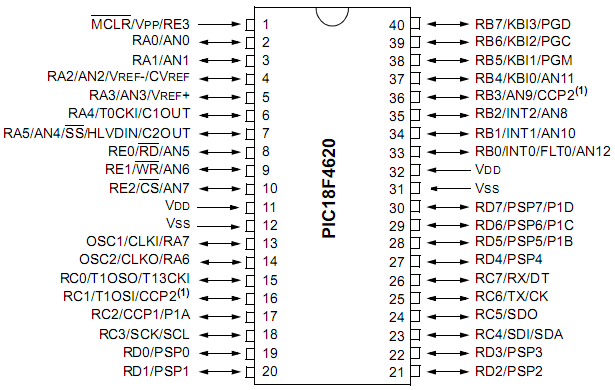 MCLR/VPP/RE3 1 40 RB7/KBI3/PGD
RA0/AN0 2 39 RB6/KBI2/PGC
RA1/AN1 3 38 RB5/KBI1/PGM
RA2/AN2/VREF-/CVREF 4 37 RB4/KBI0/AN11
RA3/AN3/VREF+ 5 36 RB3/AN9/CCP2(1)
RA4/T0CKI/C1OUT 6 35 RB2/INT2/AN8
RA5/AN4/SS/HLVDIN/C2OUT 7 34 RB1/INT1/AN10
RE0/RD/AN5 8 33 RB0/INT0/FLT0/AN12
RE1/WR/AN6 9 32 VDD
RE2/CS/AN7 10 31 VSS
VDD 11 30 RD7/PSP7/P1D
VSS 12 29 RD6/PSP6/P1C
OSC1/CLKI/RA7 13 28 RD5/PSP5/P1B
OSC2/CLKO/RA6 14 27 RD4/PSP4
RC0/T1OSO/T13CKI 15 26 RC7/RX/DT
RC1/T1OSI/CCP2(1) 16 25 RC6/TX/CK
RC2/CCP1/P1A 17 24 RC5/SDO
RC3/SCK/SCL 18 23 RC4/SDI/SDA
RD0/PSP0 19 22 RD3/PSP3
RD1/PSP1 20 21 RD2/PSP2
PIC18F4620